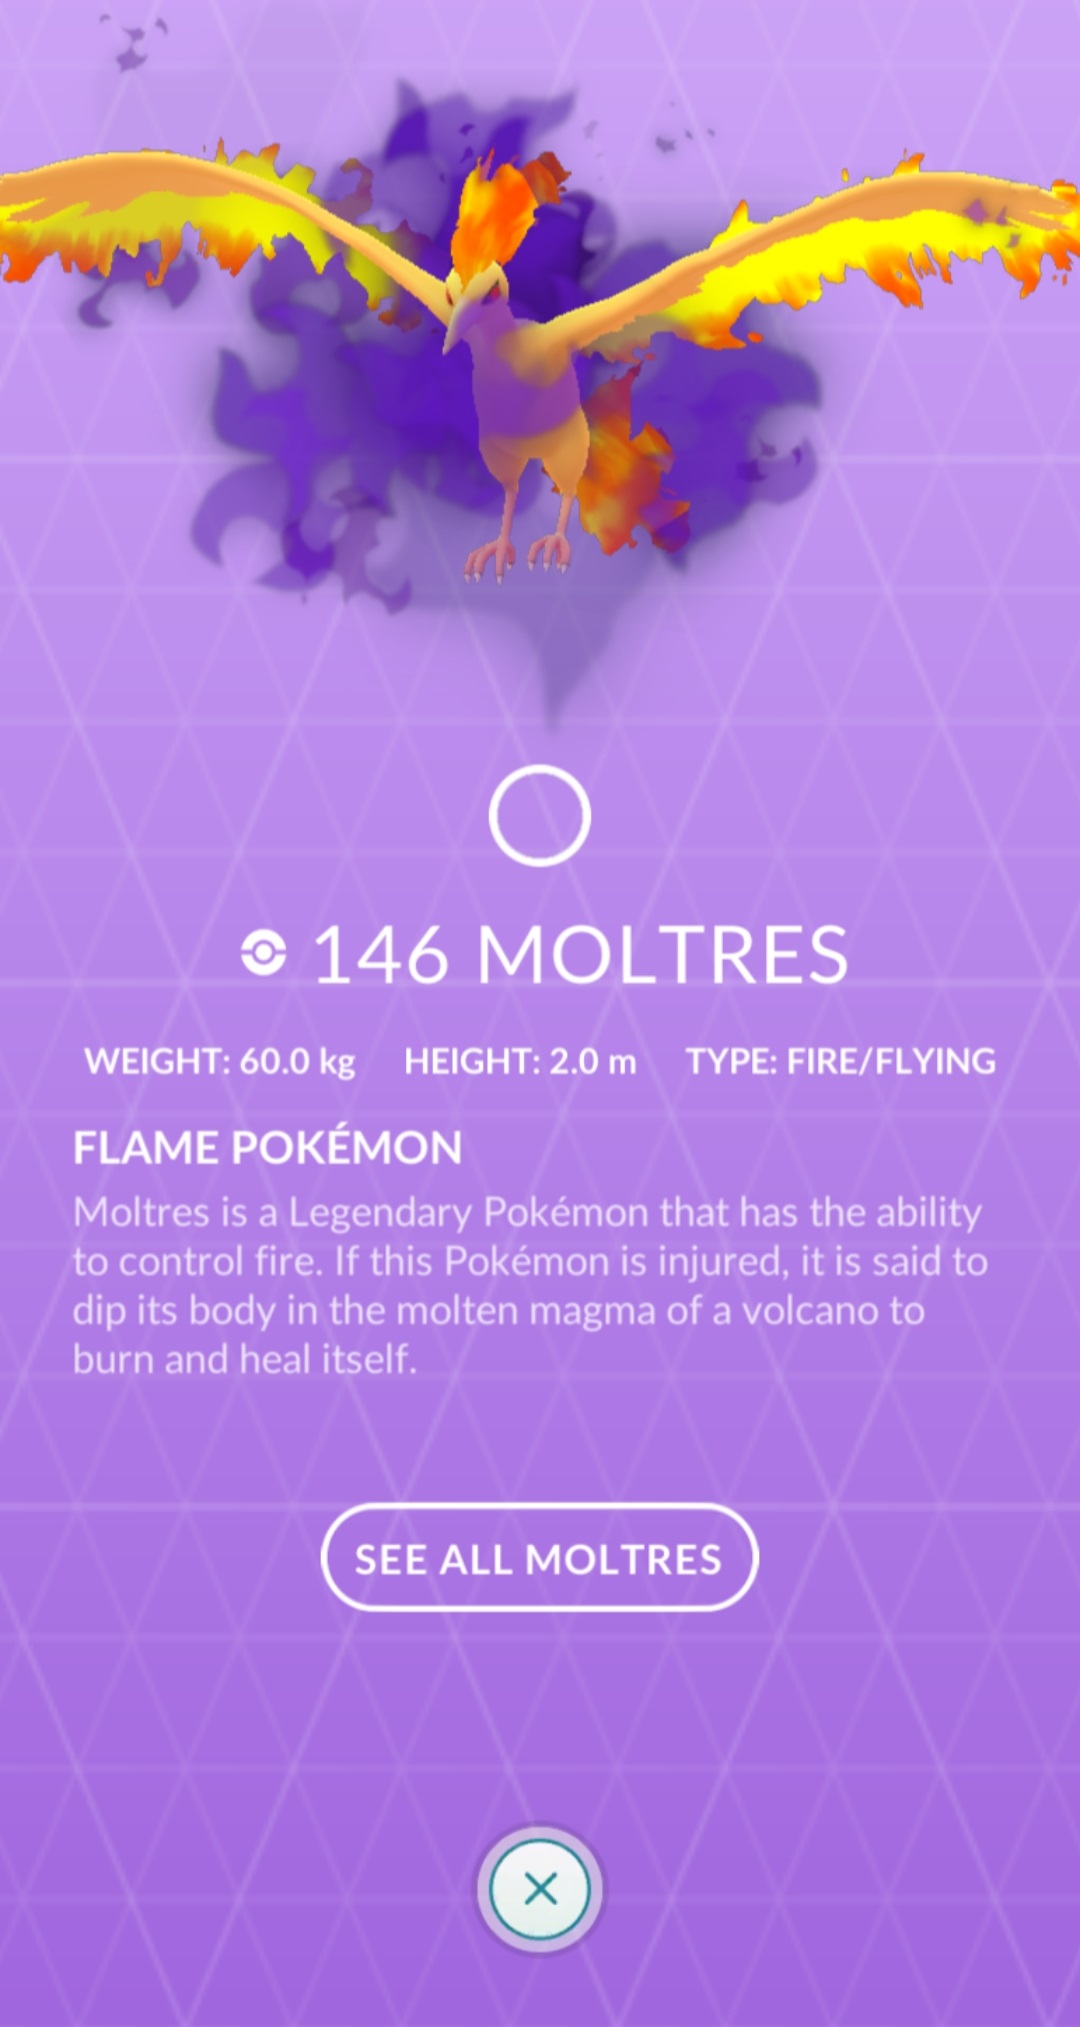 146 MOLTRES
WEIGHT: 60.0 kg HEIGHT: 2.0 m TYPE: FIRE/FLYING
FLAME POKÉMON
Moltres is a Legendary Pokémon that has the ability
to control fire. If this Pokémon is injured, it is said to
dip its body in the molten magma of a volcano to
burn and heal itself.
SEE ALL MOLTRES